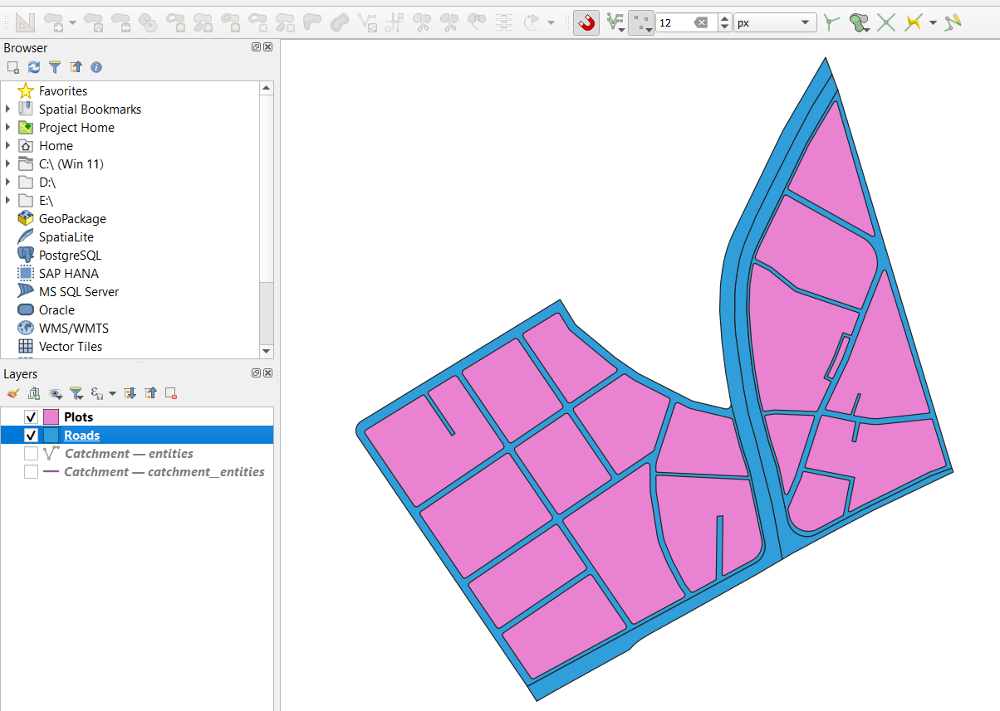 12
px
Browser
Favorites
Spatial Bookmarks
Project Home
Home
C:\ (Win 11)
D:\
E:\
GeoPackage
SpatiaLite
PostgreSQL
SAP HANA
MS SQL Server
Oracle
WMS/WMTS
Vector Tiles
Layers
Plots
Roads
Catchment — entities
Catchment — catchment__entities